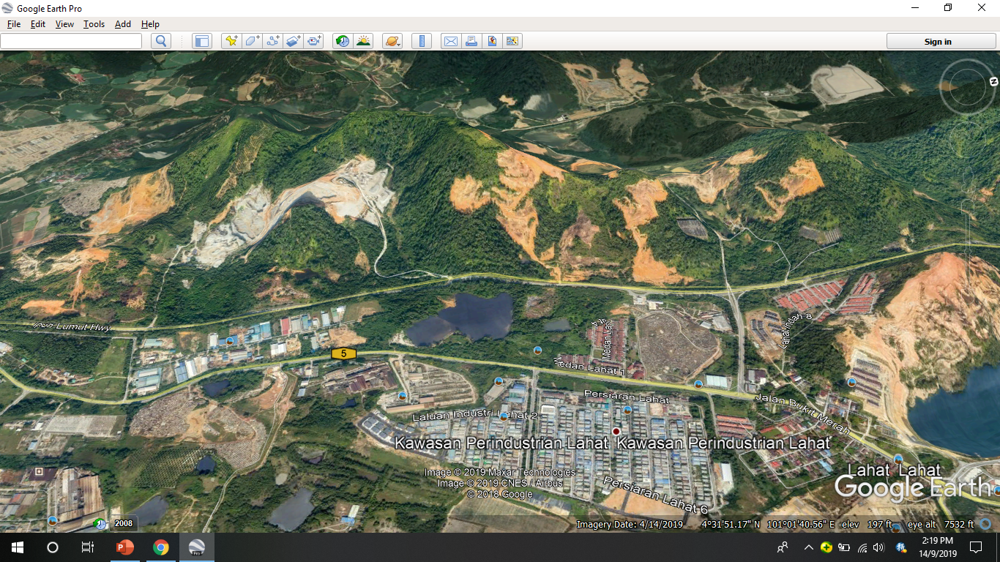 Google Earth Pro
File Edit View Tools Add Help
Sign in
N
Lumut Hwy
5
Medan Lah
Medan Lahat 1
Persiaran Lahat
Jalan Bukit Merah
Laluan Industri Lahat 2
Kawasan Perindustrian Lahat Kawasan Perindustrian Lahat
Lahat Lahat
Image © 2019 Maxar Technologies
Image © 2019 CNES / Airbus
© 2018 Google
Persiaran Lahat 6
Google Earth
2008
Imagery Date: 4/14/2019 4°31'51.17" N 101°01'40.56" E elev 197 ft eye alt 7532 ft
Pro
2:19 PM
14/9/2019